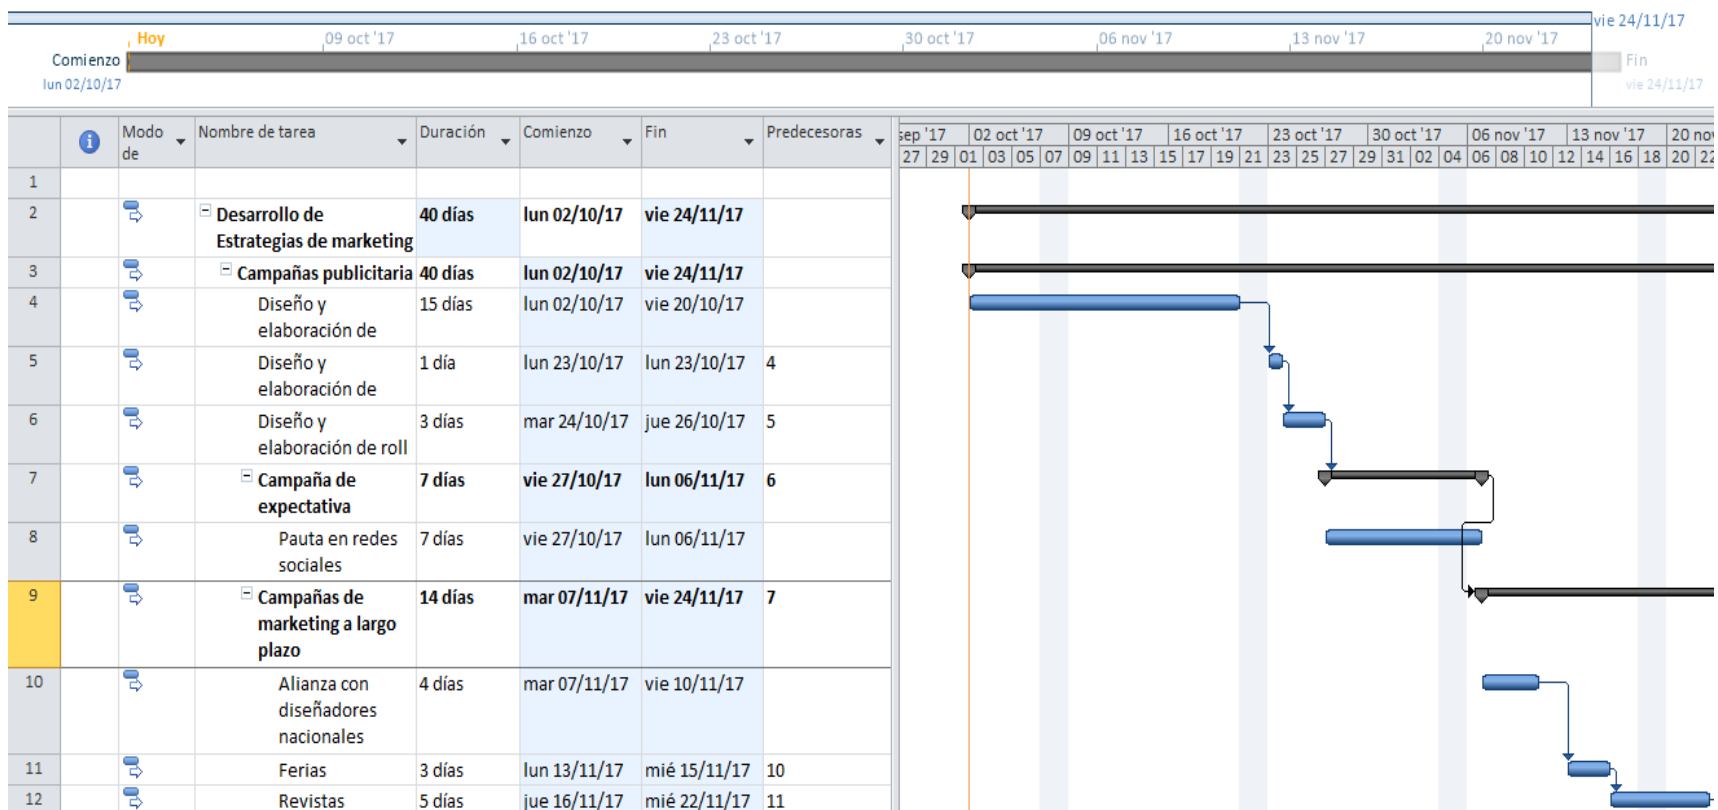 vie 24/11/17
Hoy 09 oct '17 16 oct '17 23 oct '17 30 oct '17 06 nov '17 13 nov '17 20 nov '17
Comienzo Fin
lun 02/10/17 vie 24/11/17
Modo de Nombre de tarea Duración Comienzo Fin Predecesoras
sep '17 02 oct '17 09 oct '17 16 oct '17 23 oct '17 30 oct '17 06 nov '17 13 nov '17 20 nov
27 29 01 03 05 07 09 11 13 15 17 19 21 23 25 27 29 31 02 04 06 08 10 12 14 16 18 20 22
1
2 Desarrollo de 40 días lun 02/10/17 vie 24/11/17
Estrategias de marketing
3 Campañas publicitaria 40 días lun 02/10/17 vie 24/11/17
4 Diseño y 15 días lun 02/10/17 vie 20/10/17
elaboración de
5 Diseño y 1 día lun 23/10/17 lun 23/10/17 4
elaboración de
6 Diseño y 3 días mar 24/10/17 jue 26/10/17 5
elaboración de roll
7 Campaña de 7 días vie 27/10/17 lun 06/11/17 6
expectativa
8 Pauta en redes 7 días vie 27/10/17 lun 06/11/17
sociales
9 Campañas de 14 días mar 07/11/17 vie 24/11/17 7
marketing a largo
plazo
10 Alianza con 4 días mar 07/11/17 vie 10/11/17
diseñadores
nacionales
11 Ferias 3 días lun 13/11/17 mié 15/11/17 10
12 Revistas 5 días jue 16/11/17 mié 22/11/17 11